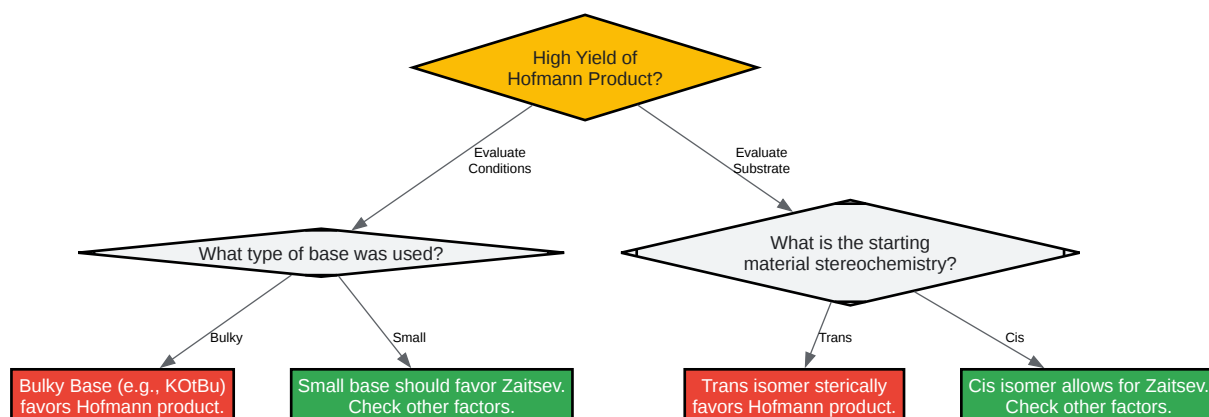 High Yield of
Hofmann Product?
Evaluate
Conditions
Evaluate
Substrate
What type of base was used?
What is the starting
material stereochemistry?
Bulky
Small
Trans
Cis
Bulky Base (e.g., KOtBu)
favors Hofmann product.
Small base should favor Zaitsev.
Check other factors.
Trans isomer sterically
favors Hofmann product.
Cis isomer allows for Zaitsev.
Check other factors.